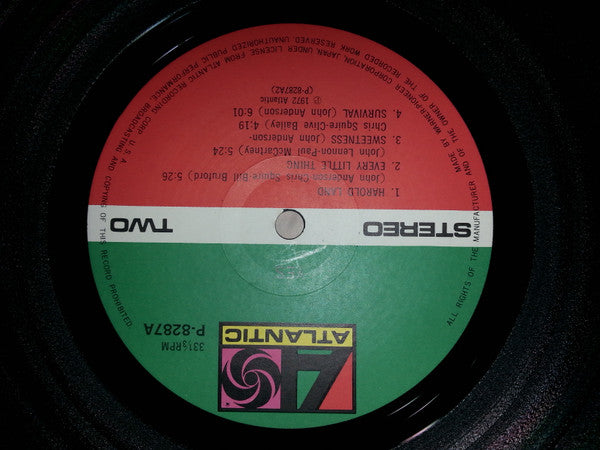 ATLANTIC
33⅓RPM
P-8287A
YES
STEREO TWO
1. HAROLD LAND
(John Anderson-Chris Squire-Bill Bruford) 5:26
2. EVERY LITTLE THING
(John Lennon-Paul McCartney) 5:24
3. SWEETNESS (John Anderson-
Chris Squire-Clive Bailey) 4:19
4. SURVIVAL (John Anderson) 6:01
℗ 1972 Atlantic
(P-8287A2)
MADE BY WARNER-PIONEER CORPORATION, JAPAN UNDER LICENSE FROM ATLANTIC RECORDING CORP. U.S.A.
ALL RIGHTS OF THE MANUFACTURER AND OF THE OWNER OF THE RECORDED WORK RESERVED. UNAUTHORIZED PUBLIC PERFORMANCE, BROADCASTING AND COPYING OF THIS RECORD PROHIBITED.